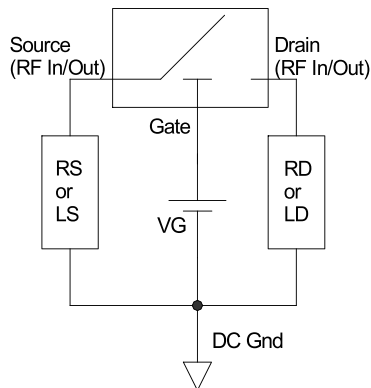 Source
(RF In/Out)
Drain
(RF In/Out)
Gate
RS
or
LS
RD
or
LD
VG
DC Gnd